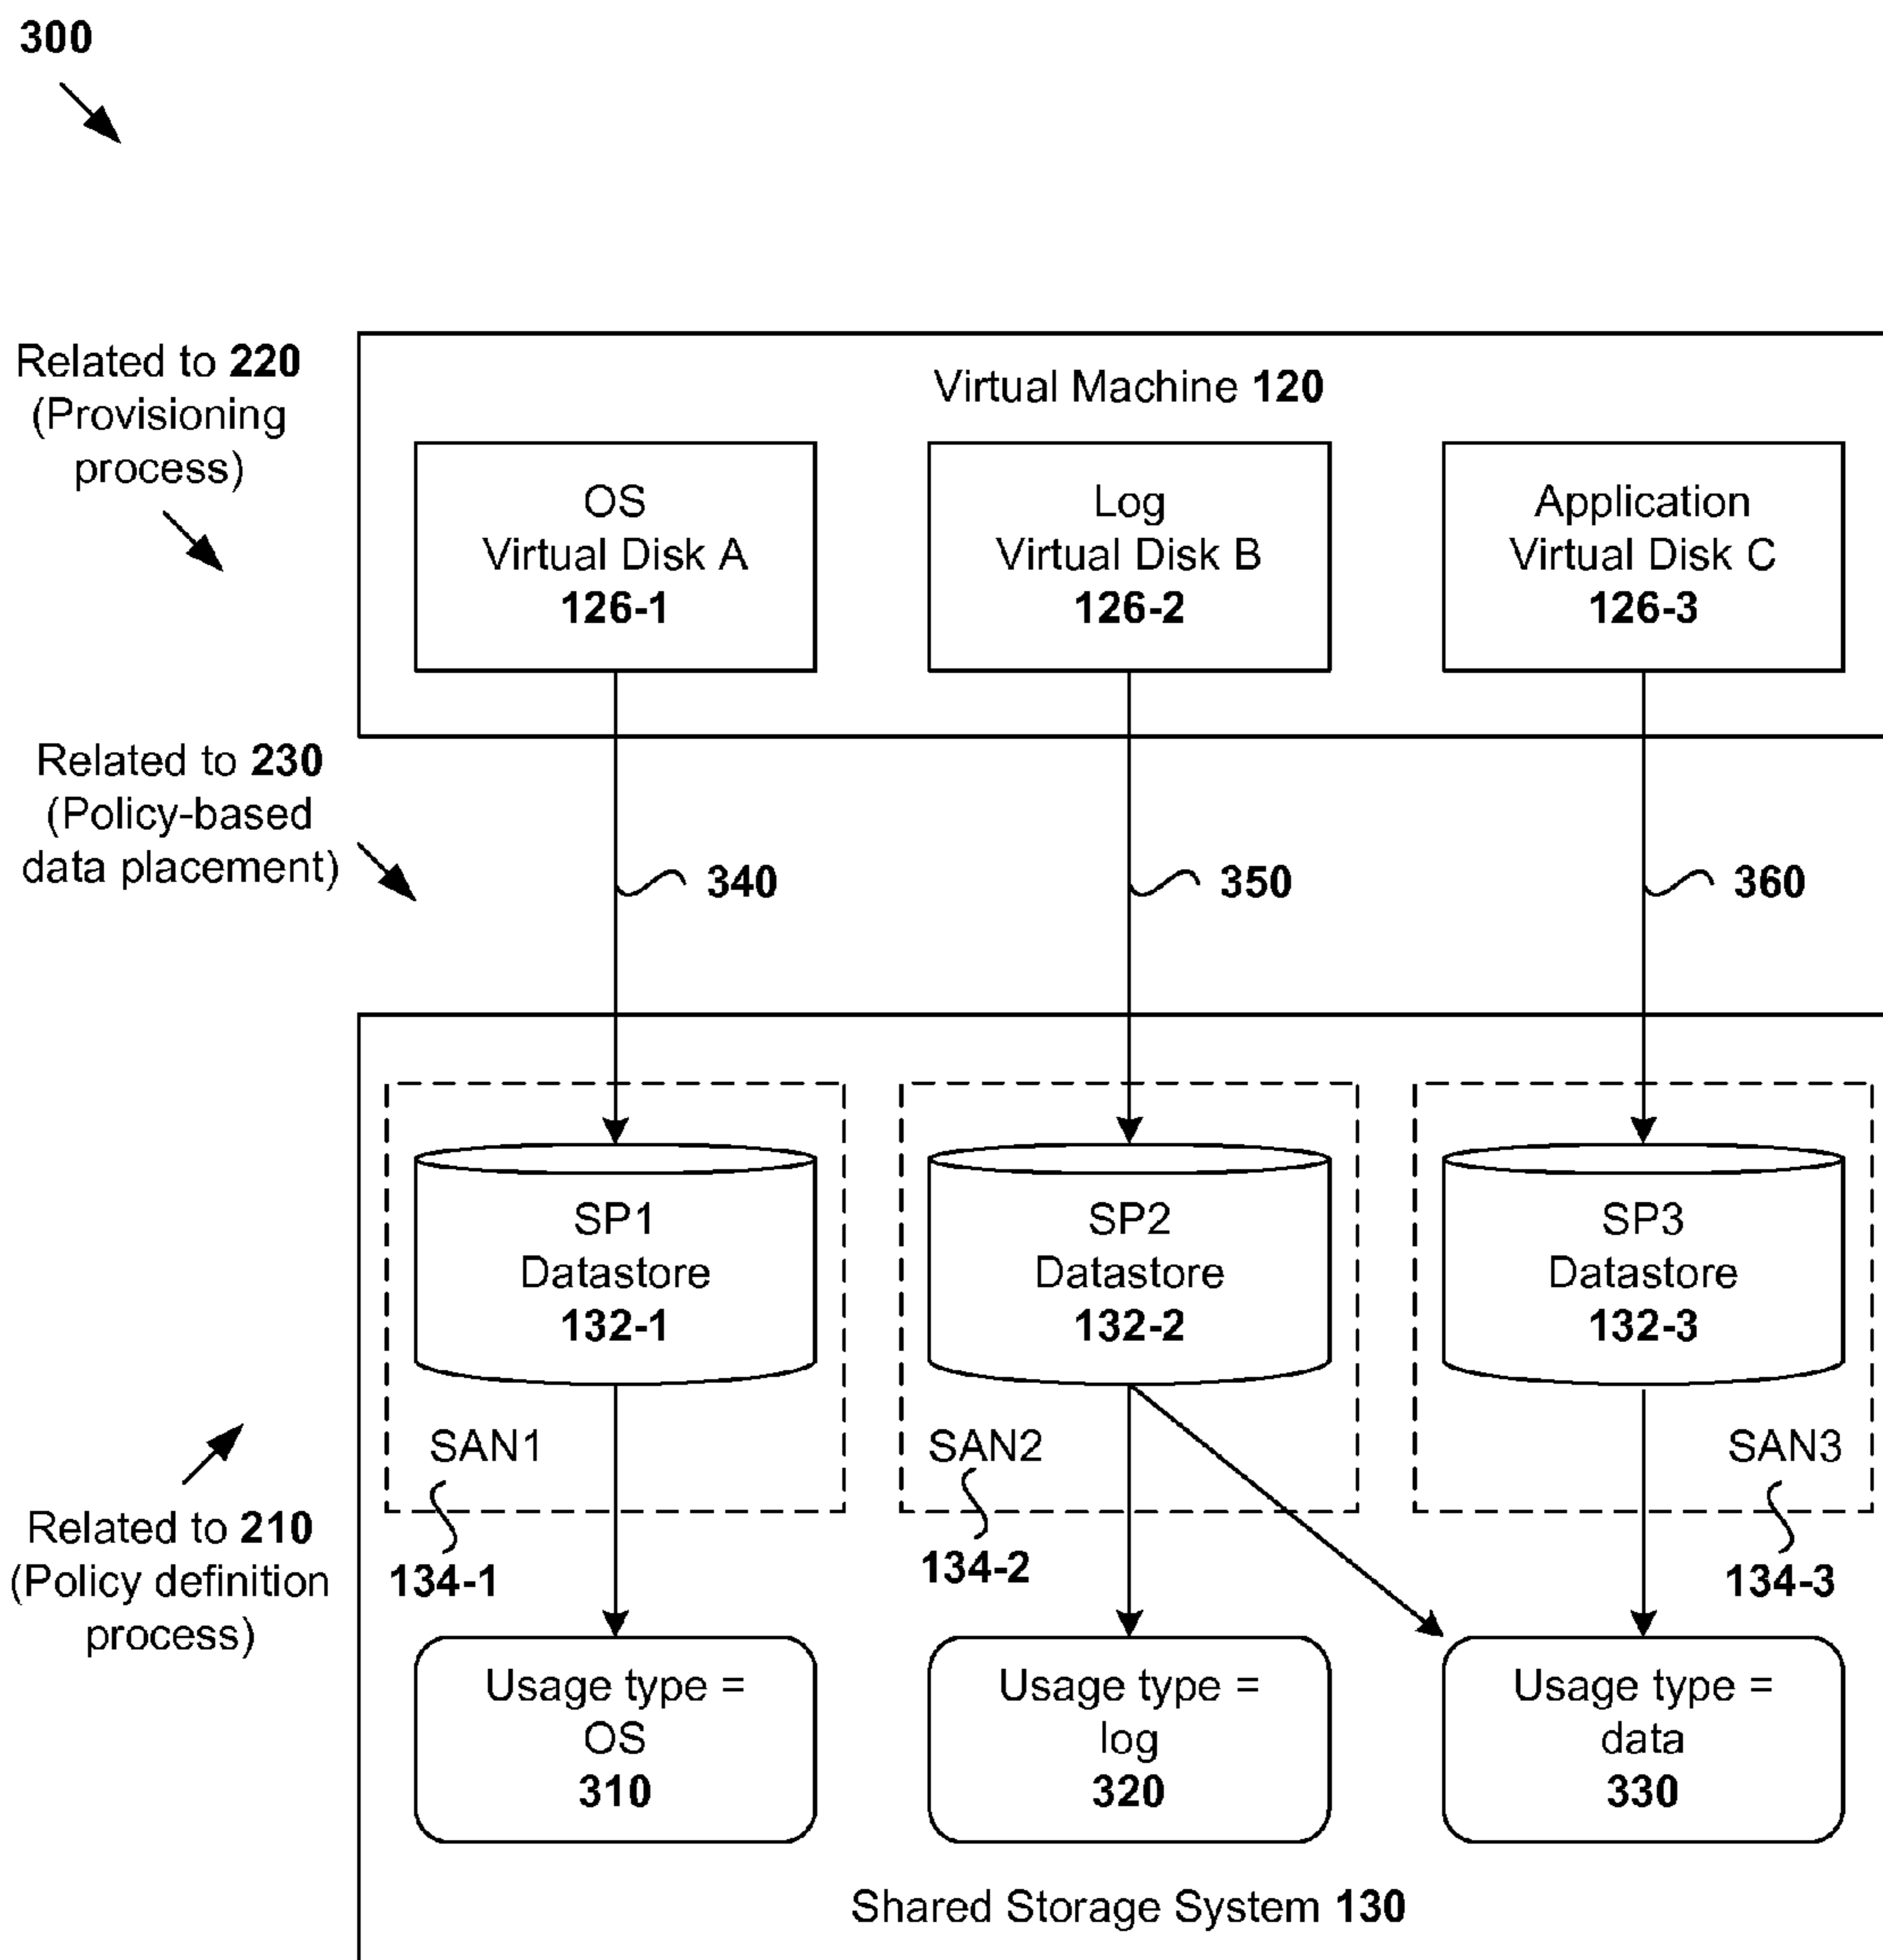 300
Related to 220
(Provisioning
process)
Virtual Machine 120
OS
Virtual Disk A
126-1
Log
Virtual Disk B
126-2
Application
Virtual Disk C
126-3
Related to 230
(Policy-based
data placement)
340
350
360
SP1
Datastore
132-1
SP2
Datastore
132-2
SP3
Datastore
132-3
SAN1
SAN2
SAN3
134-1
134-2
134-3
Related to 210
(Policy definition
process)
Usage type =
OS
310
Usage type =
log
320
Usage type =
data
330
Shared Storage System 130